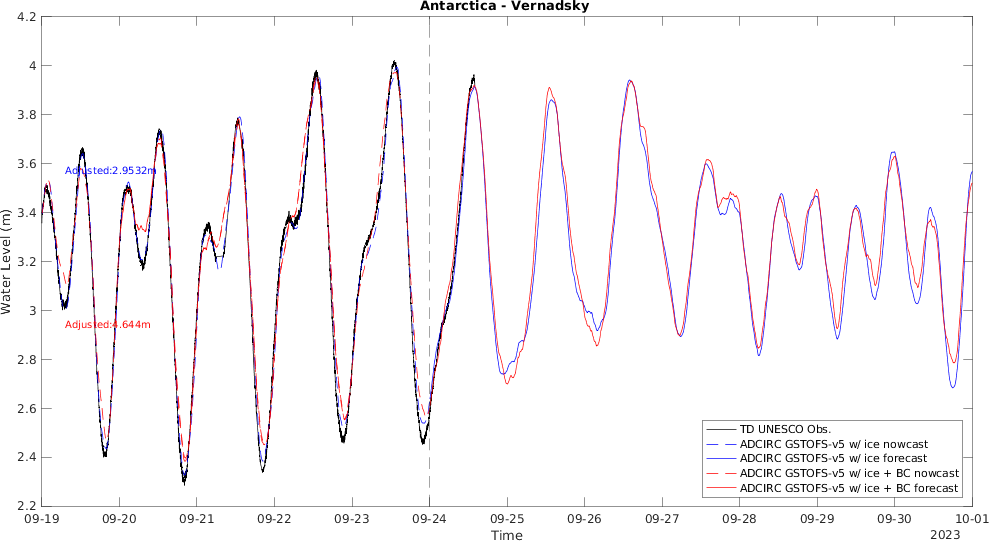 Antarctica - Vernadsky
4.2
4
3.8
3.6
3.4
3.2
3
2.8
2.6
2.4
2.2
Water Level (m)
Adjusted:2.9532m
Adjusted:4.644m
TD UNESCO Obs.
ADCIRC GSTOFS-v5 w/ ice nowcast
ADCIRC GSTOFS-v5 w/ ice forecast
ADCIRC GSTOFS-v5 w/ ice + BC nowcast
ADCIRC GSTOFS-v5 w/ ice + BC forecast
09-19 09-20 09-21 09-22 09-23 09-24 09-25 09-26 09-27 09-28 09-29 09-30 10-01
Time
2023